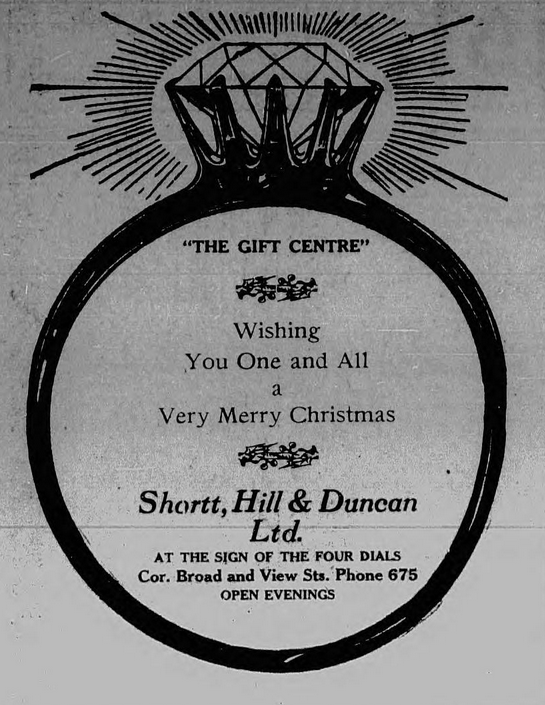 "THE GIFT CENTRE"
Wishing
You One and All
a
Very Merry Christmas
Shortt, Hill & Duncan
Ltd.
AT THE SIGN OF THE FOUR DIALS
Cor. Broad and View Sts. Phone 675
OPEN EVENINGS